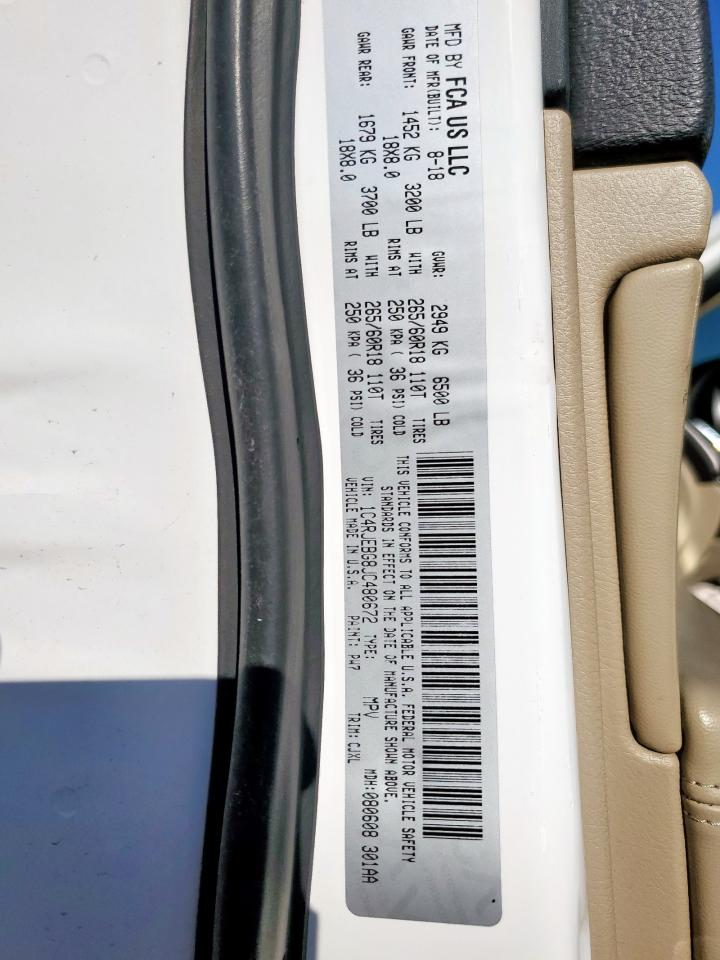 MFD BY FCA US LLC
DATE OF MFR(BUILT): 8-18 GVWR: 2949 KG 6500 LB
GAWR FRONT: 1452 KG 3200 LB WITH 265/60R18 110T TIRES
18X8.0 RIMS AT 250 KPA ( 36 PSI) COLD
GAWR REAR: 1679 KG 3700 LB WITH 265/60R18 110T TIRES
18X8.0 RIMS AT 250 KPA ( 36 PSI) COLD
THIS VEHICLE CONFORMS TO ALL APPLICABLE U.S.A. FEDERAL MOTOR VEHICLE SAFETY
STANDARDS IN EFFECT ON THE DATE OF MANUFACTURE SHOWN ABOVE.
VIN: 1C4RJEBG8JC480672 TYPE: MPV MDH:080608 301AA
VEHICLE MADE IN U.S.A. PAINT: PW7 TRIM: CJXL